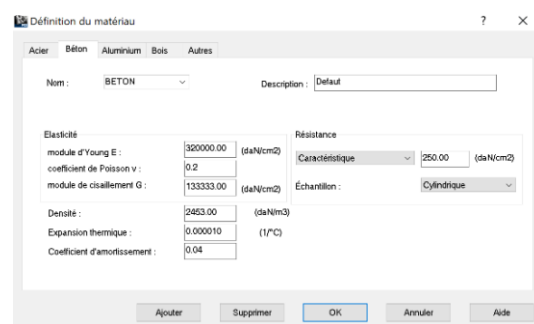 Définition du matériau ? ×
Acier Béton Aluminium Bois Autres
Nom : BETON Description : Defaut
Elasticité Résistance
module d'Young E : 320000.00 (daN/cm2) Caractéristique 250.00 (daN/cm2)
coefficient de Poisson ν : 0.2
module de cisaillement G : 133333.00 (daN/cm2) Échantillon : Cylindrique
Densité : 2453.00 (daN/m3)
Expansion thermique : 0.000010 (1/°C)
Coefficient d'amortissement : 0.04
Ajouter Supprimer OK Annuler Aide